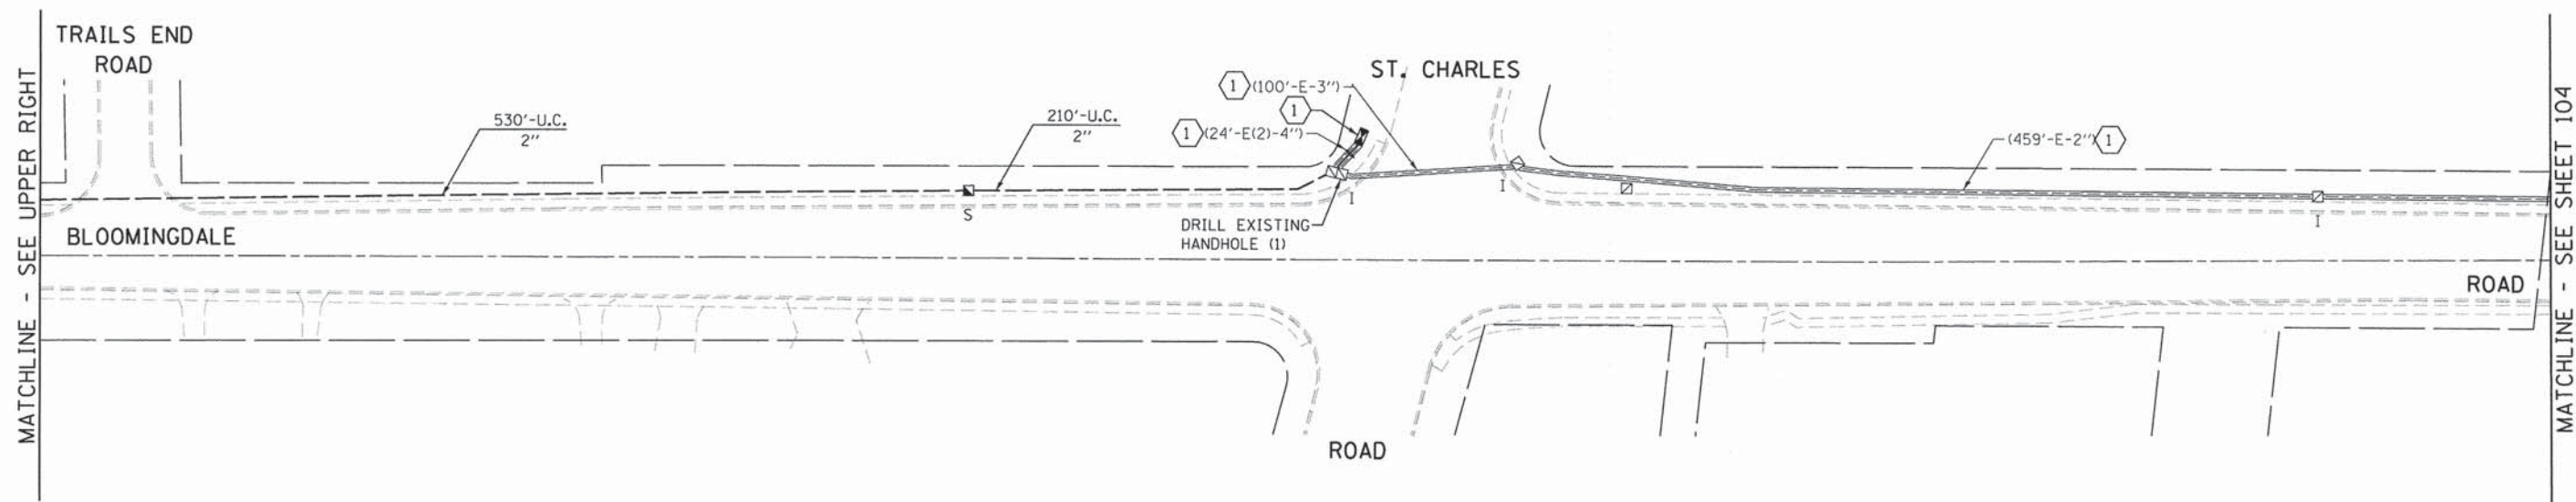 TRAILS END
ROAD
MATCHLINE - SEE UPPER RIGHT
530'-U.C.
2"
210'-U.C.
2"
S
1 (100'-E-3")
1
1 (24'-E(2)-4")
ST. CHARLES
I
I
DRILL EXISTING
HANDHOLE (1)
(459'-E-2") 1
I
BLOOMINGDALE
ROAD
ROAD
MATCHLINE - SEE SHEET 104